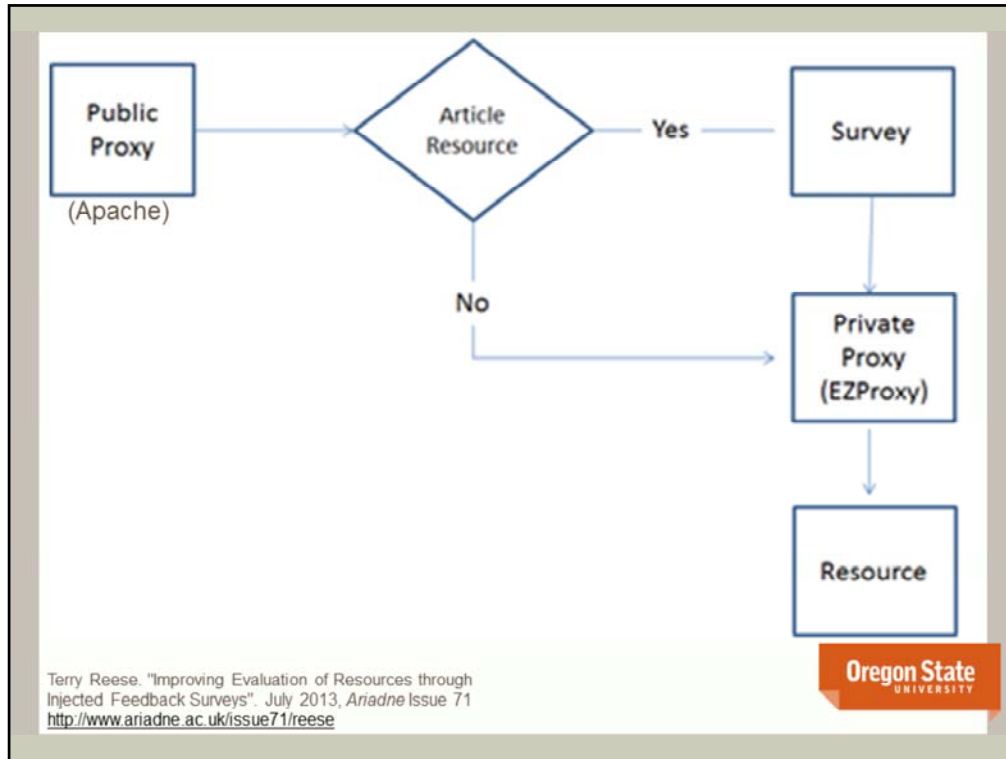 Public
Proxy
(Apache)
Article
Resource
Yes
Survey
No
Private
Proxy
(EZProxy)
Resource
Terry Reese. "Improving Evaluation of Resources through
Injected Feedback Surveys". July 2013, Ariadne Issue 71
http://www.ariadne.ac.uk/issue71/reese
Oregon State
UNIVERSITY